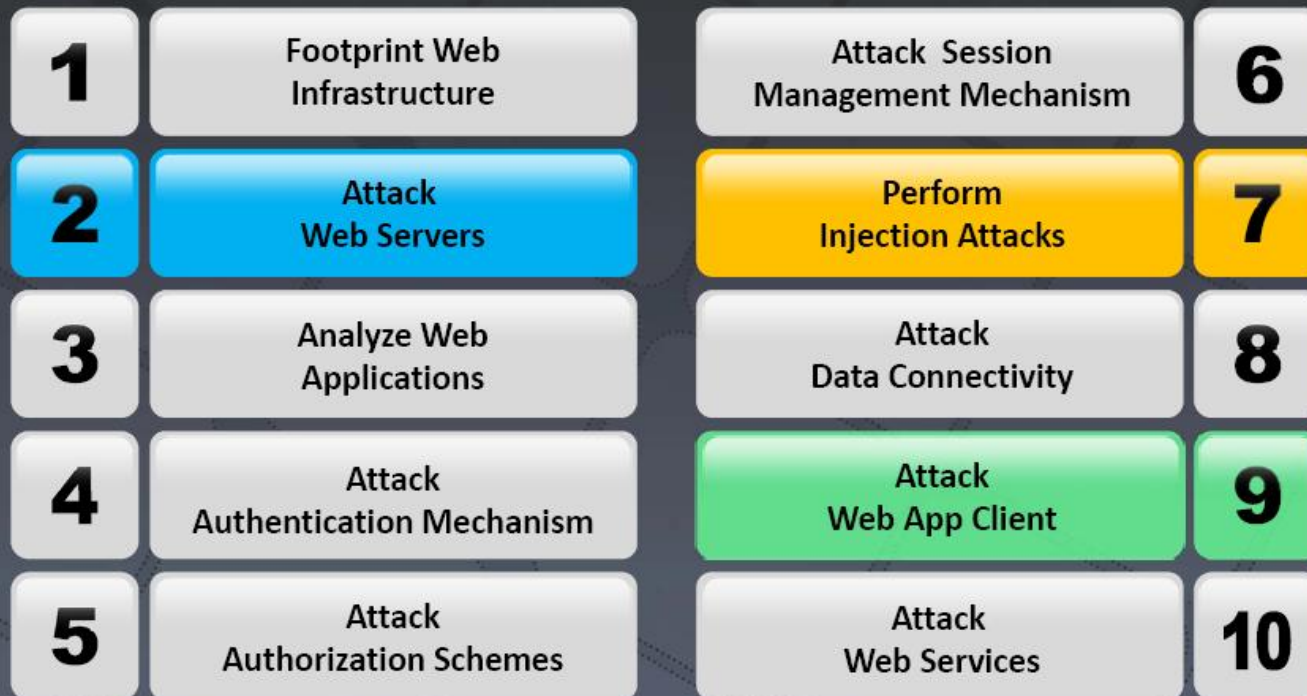 1
Footprint Web
Infrastructure
2
Attack
Web Servers
3
Analyze Web
Applications
4
Attack
Authentication Mechanism
5
Attack
Authorization Schemes
Attack Session
Management Mechanism
6
Perform
Injection Attacks
7
Attack
Data Connectivity
8
Attack
Web App Client
9
Attack
Web Services
10